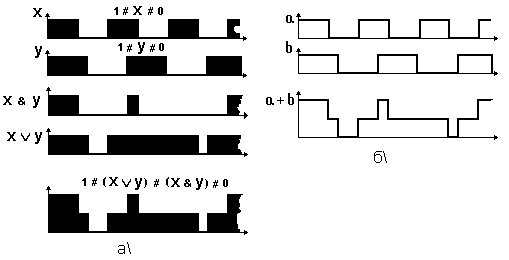 x
1 # x # 0
y
1 # y # 0
x & y
x ∨ y
1 # (x ∨ y) # (x & y) # 0
а\
a
b
a + b
б\